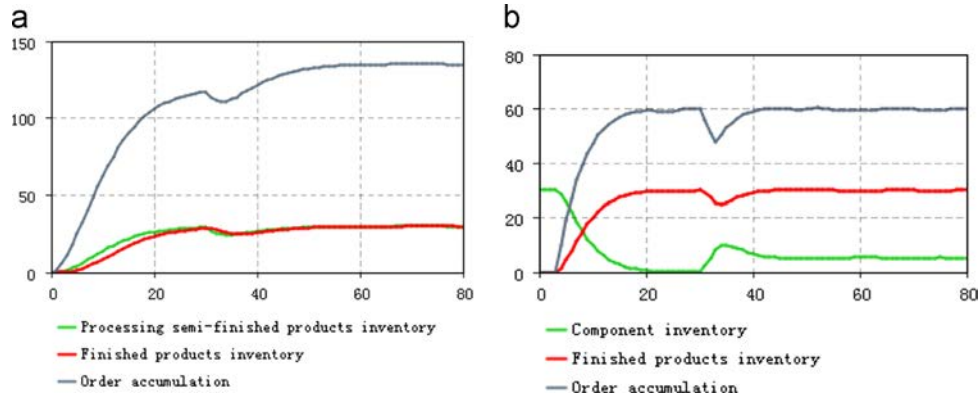 a
150
100
50
0
0 20 40 60 80
Processing semi-finished products inventory
Finished products inventory
Order accumulation
b
80
60
40
20
0
0 20 40 60 80
Component inventory
Finished products inventory
Order accumulation